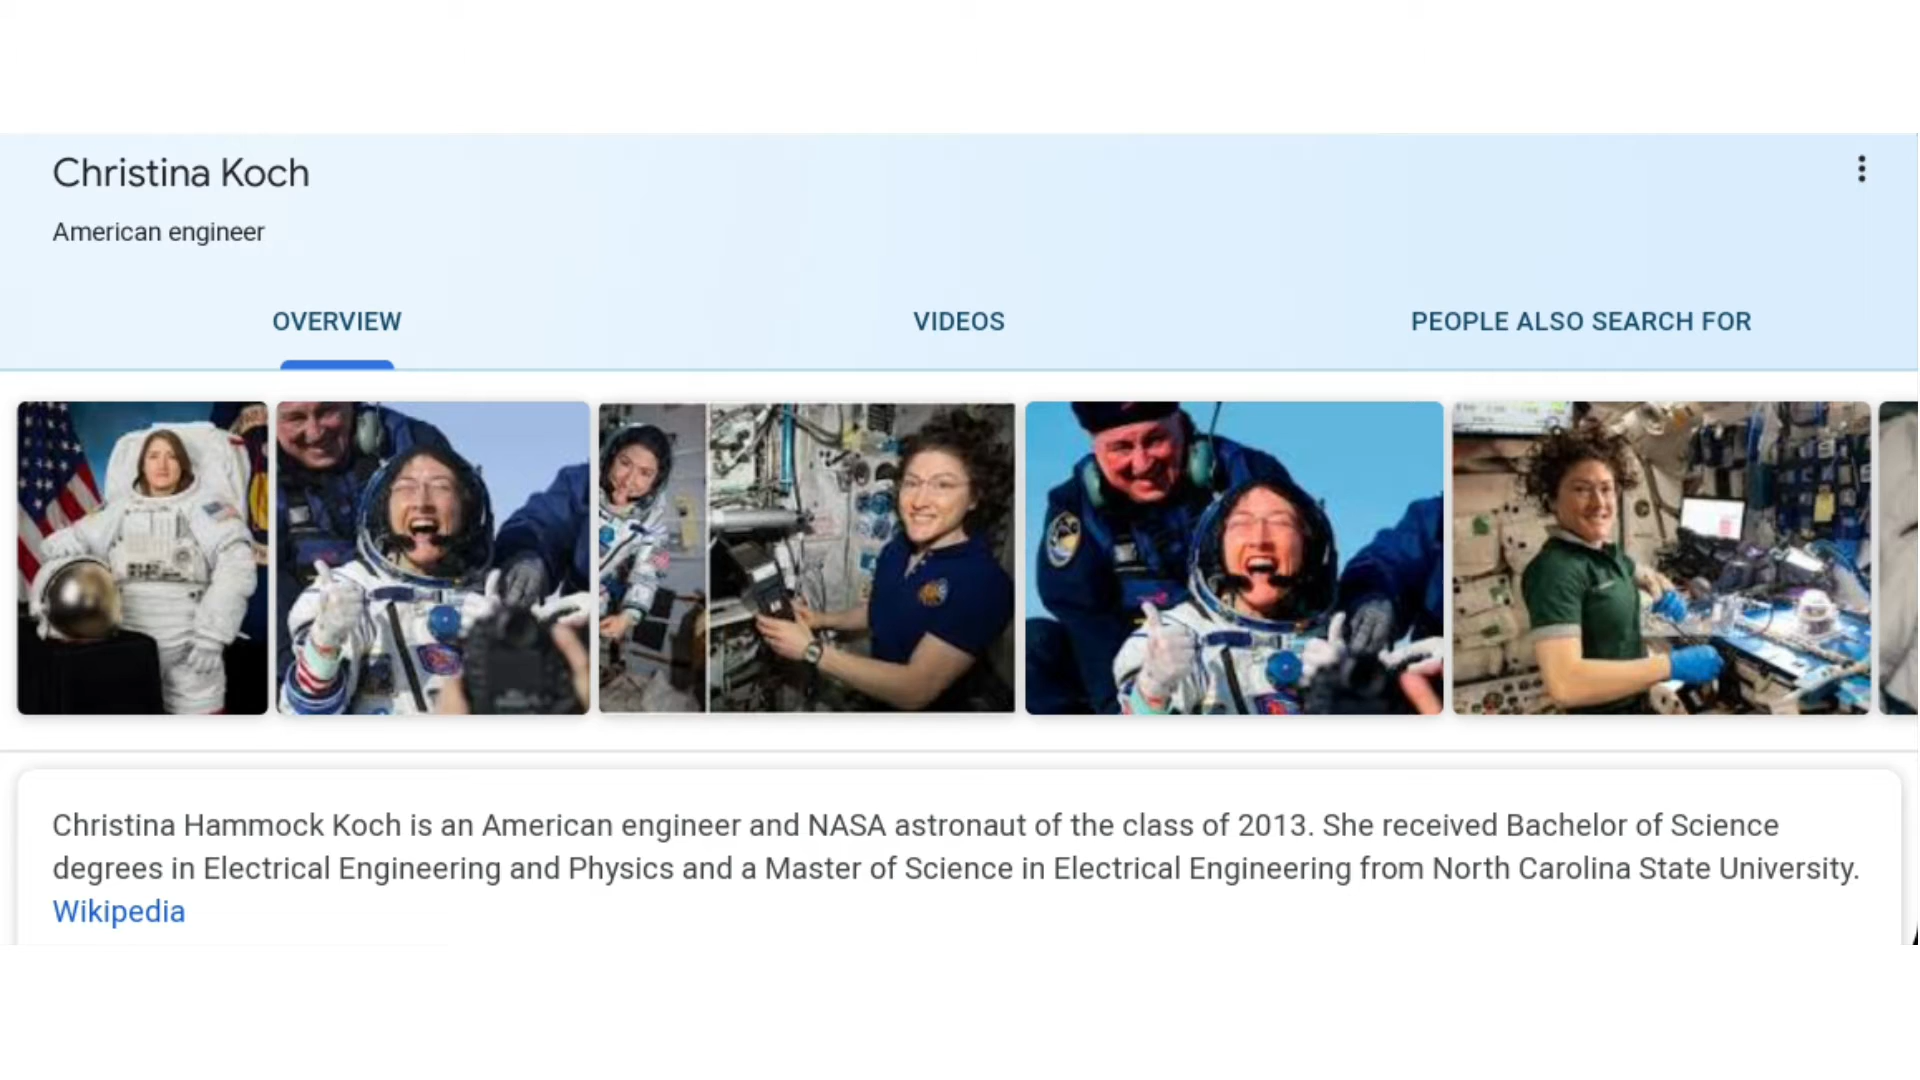 Christina Koch
American engineer
OVERVIEW
VIDEOS
PEOPLE ALSO SEARCH FOR
Christina Hammock Koch is an American engineer and NASA astronaut of the class of 2013. She received Bachelor of Science
degrees in Electrical Engineering and Physics and a Master of Science in Electrical Engineering from North Carolina State University.
Wikipedia